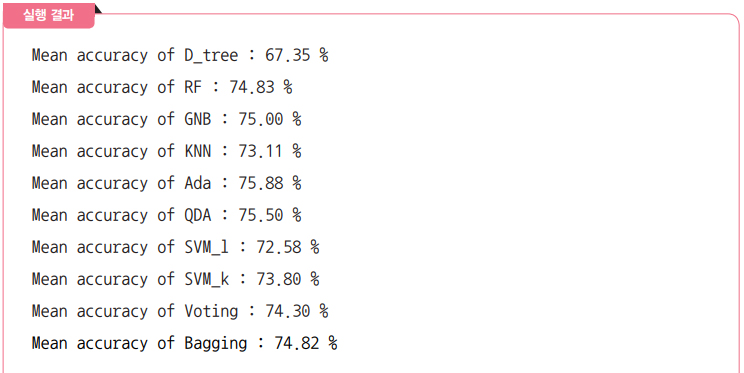 실행 결과
Mean accuracy of D_tree : 67.35 %
Mean accuracy of RF : 74.83 %
Mean accuracy of GNB : 75.00 %
Mean accuracy of KNN : 73.11 %
Mean accuracy of Ada : 75.88 %
Mean accuracy of QDA : 75.50 %
Mean accuracy of SVM_l : 72.58 %
Mean accuracy of SVM_k : 73.80 %
Mean accuracy of Voting : 74.30 %
Mean accuracy of Bagging : 74.82 %